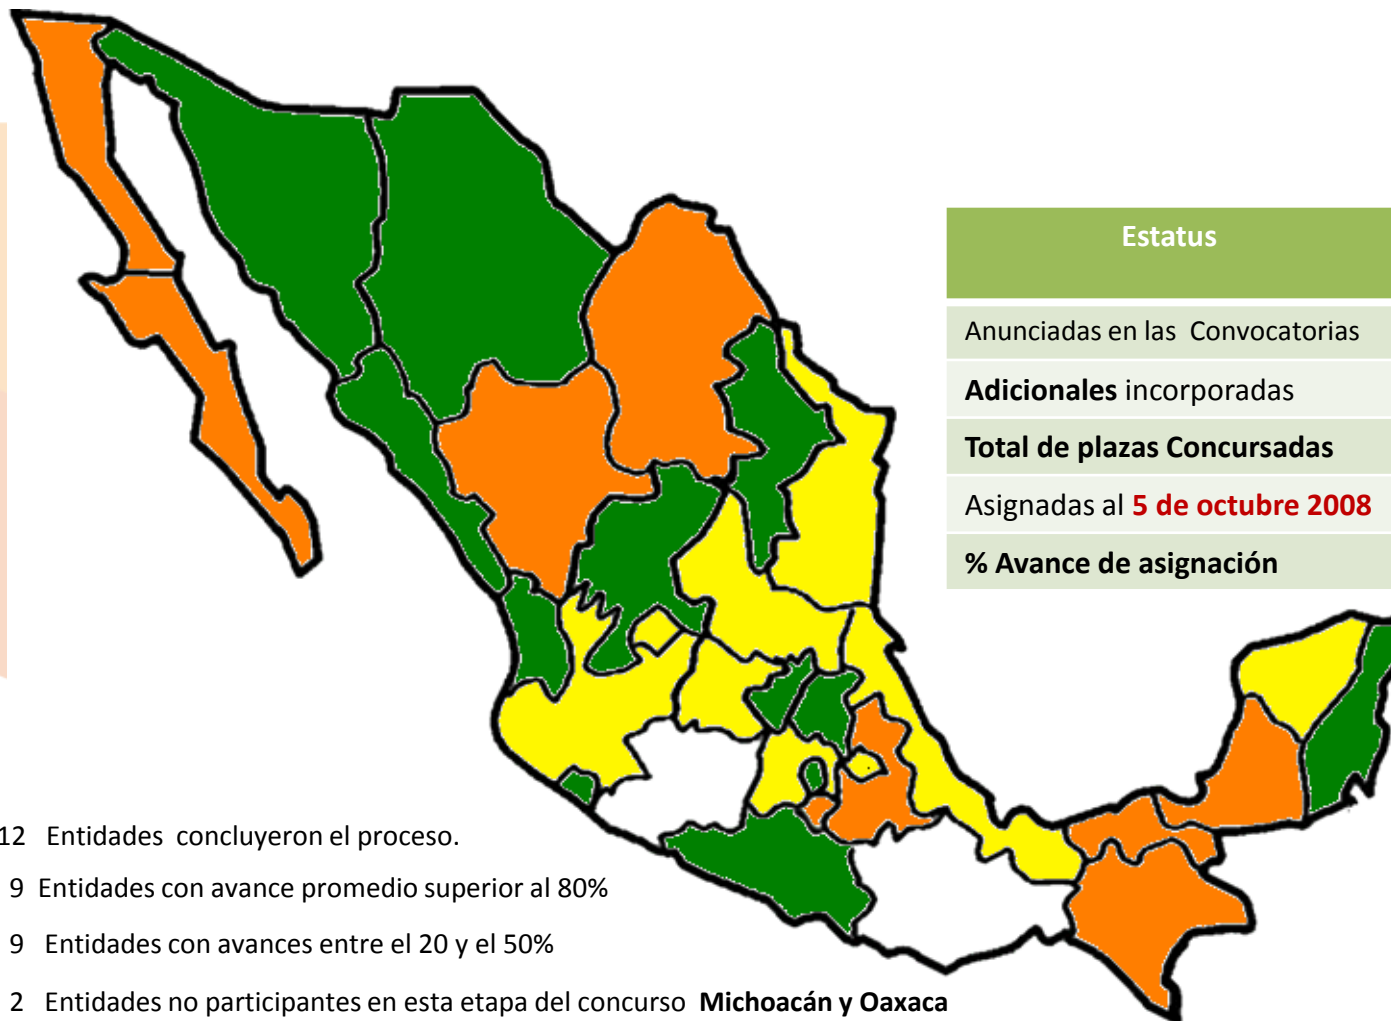 Estatus
Anunciadas en las Convocatorias
Adicionales incorporadas
Total de plazas Concursadas
Asignadas al 5 de octubre 2008
% Avance de asignación
12 Entidades concluyeron el proceso.
9 Entidades con avance promedio superior al 80%
9 Entidades con avances entre el 20 y el 50%
2 Entidades no participantes en esta etapa del concurso Michoacán y Oaxaca